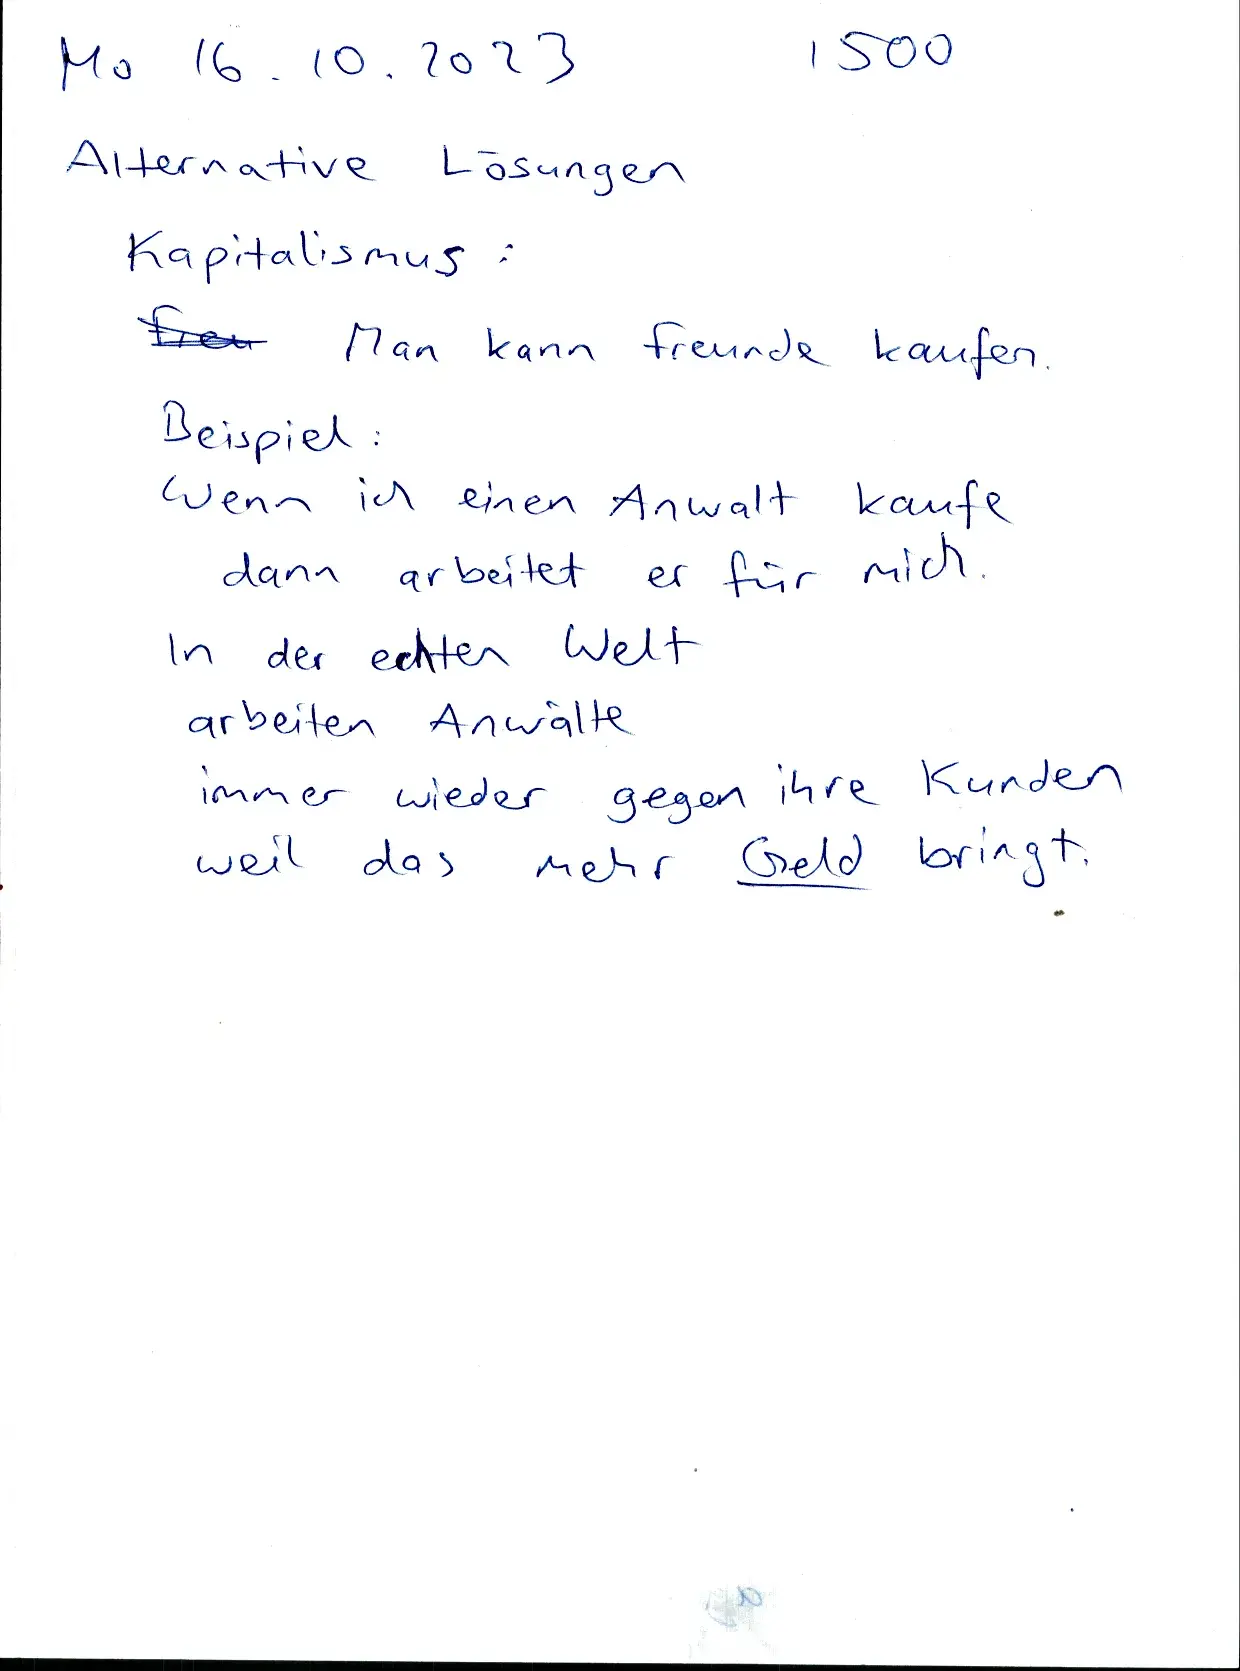 Mo 16.10.2023 1500
Alternative Lösungen
Kapitalismus:
freu Man kann freunde kaufen.
Beispiel:
Wenn ich einen Anwalt kaufe
dann arbeitet er für mich.
In der echten Welt
arbeiten Anwälte
immer wieder gegen ihre Kunden
weil das mehr Geld bringt.